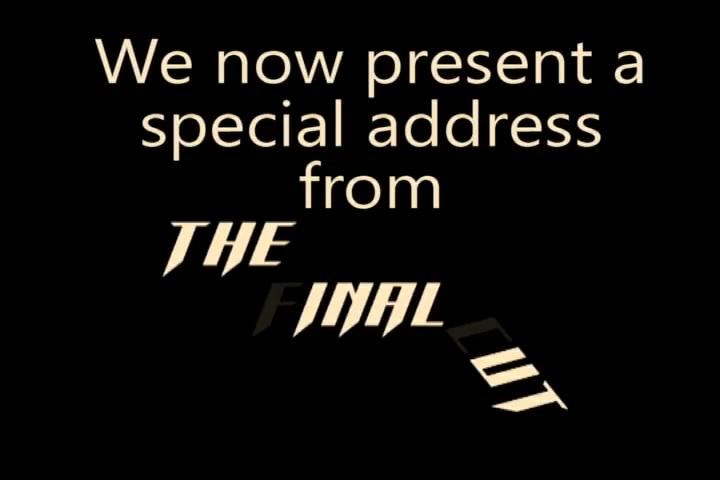 We now present a
special address
from
THE
FINAL
CUT